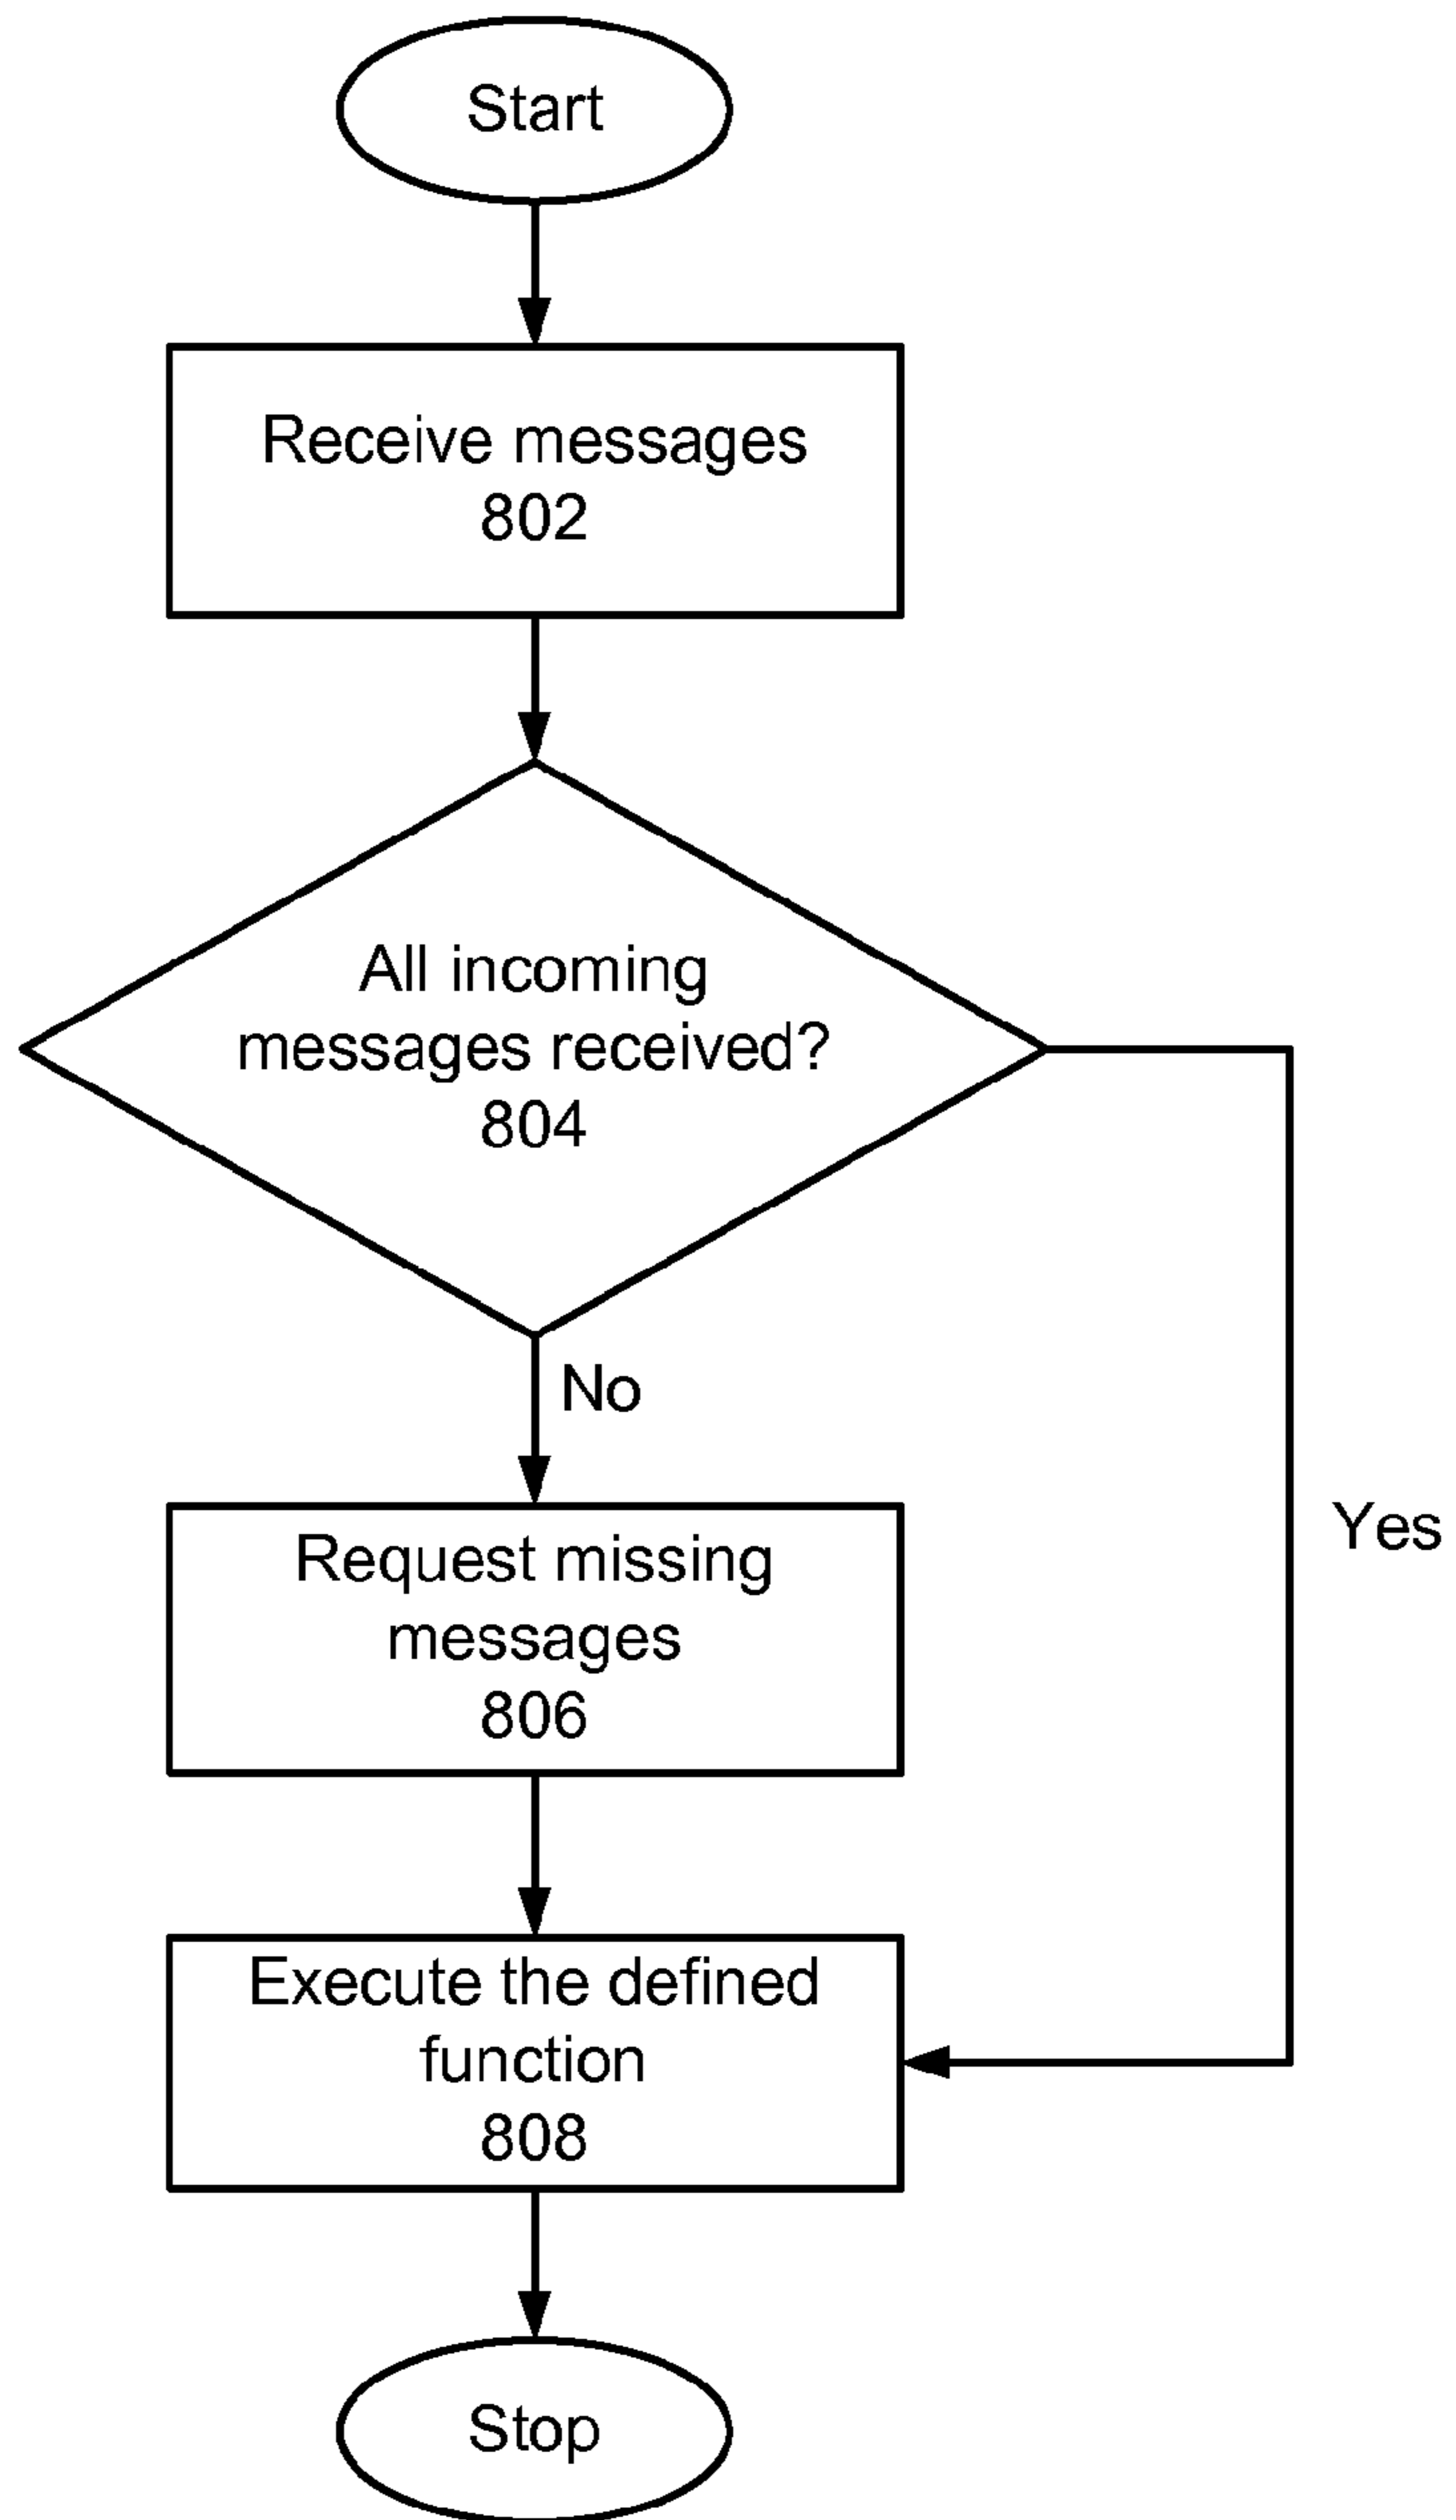 Start
Receive messages
802
All incoming
messages received?
804
No
Request missing
messages
806
Yes
Execute the defined
function
808
Stop